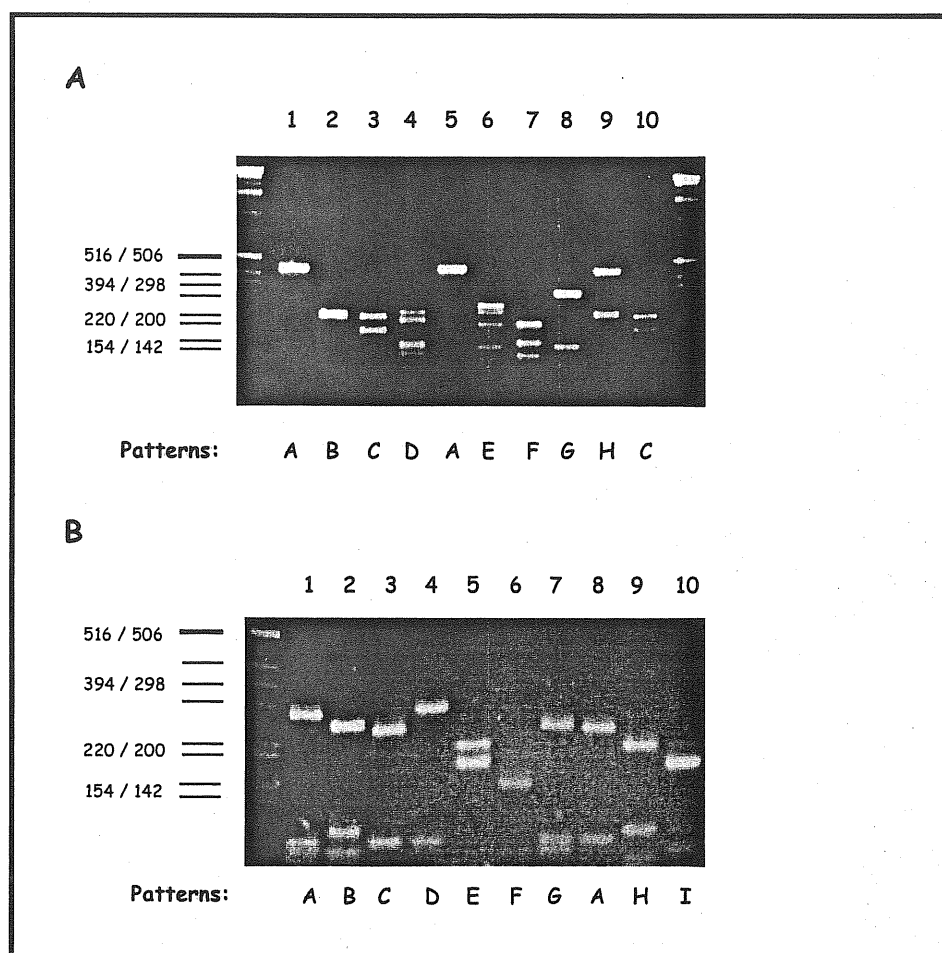 A
1 2 3 4 5 6 7 8 9 10
516 / 506
394 / 298
220 / 200
154 / 142
Patterns: A B C D A E F G H C
B
1 2 3 4 5 6 7 8 9 10
516 / 506
394 / 298
220 / 200
154 / 142
Patterns: A B C D E F G A H I